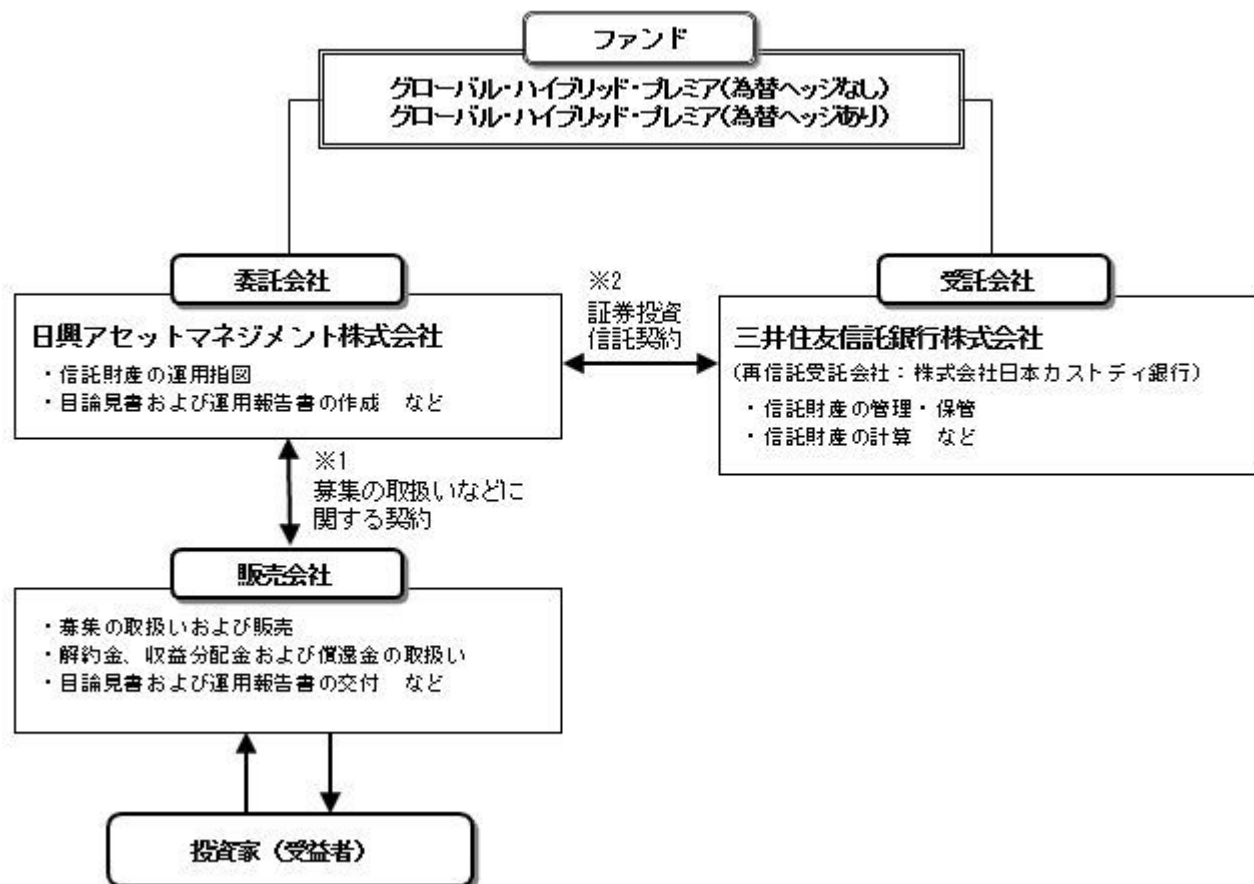 ファンド
グローバル・ハイブリッド・プレミア(為替ヘッジなし)
グローバル・ハイブリッド・プレミア(為替ヘッジあり)
委託会社
日興アセットマネジメント株式会社
・信託財産の運用指図
・目論見書および運用報告書の作成　など
※2
証券投資
信託契約
受託会社
三井住友信託銀行株式会社
(再信託受託会社：株式会社日本カストディ銀行)
・信託財産の管理・保管
・信託財産の計算　など
※1
募集の取扱いなどに
関する契約
販売会社
・募集の取扱いおよび販売
・解約金、収益分配金および償還金の取扱い
・目論見書および運用報告書の交付　など
投資家（受益者）